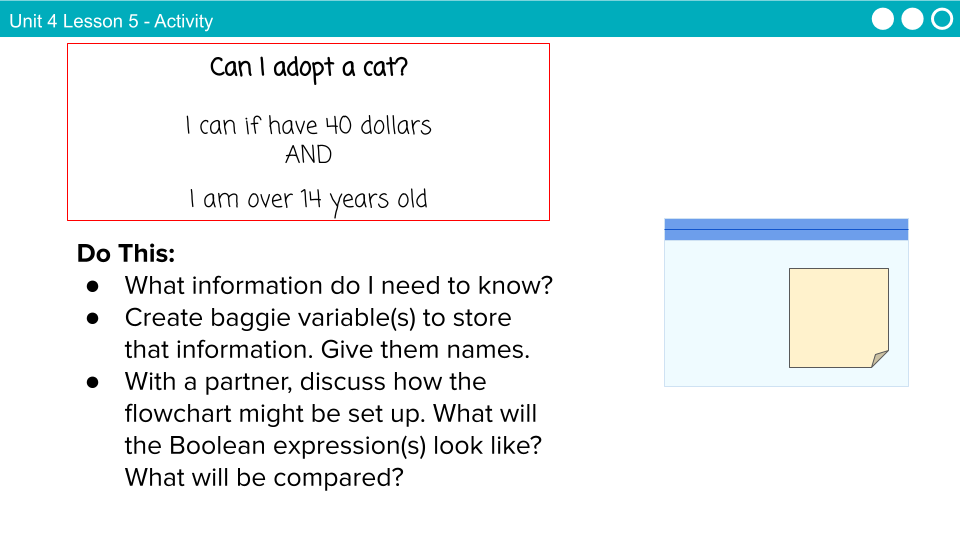 Unit 4 Lesson 5 - Activity
Can I adopt a cat?
I can if have 40 dollars
AND
I am over 14 years old
Do This:
● What information do I need to know?
● Create baggie variable(s) to store
that information. Give them names.
● With a partner, discuss how the
flowchart might be set up. What will
the Boolean expression(s) look like?
What will be compared?